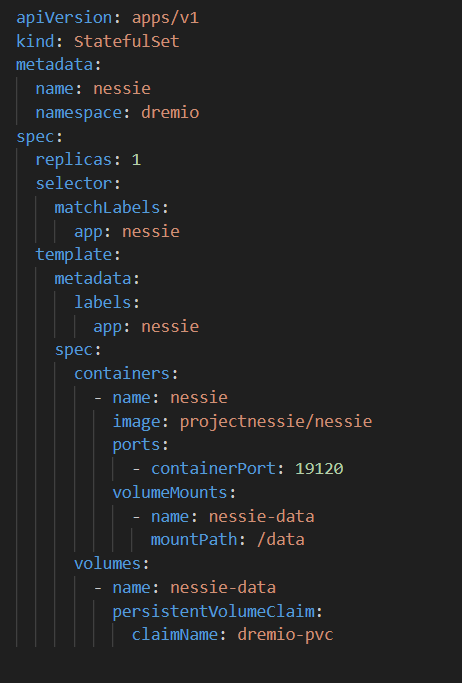 apiVersion: apps/v1
kind: StatefulSet
metadata:
  name: nessie
  namespace: dremio
spec:
  replicas: 1
  selector:
    matchLabels:
      app: nessie
  template:
    metadata:
      labels:
        app: nessie
    spec:
      containers:
        - name: nessie
          image: projectnessie/nessie
          ports:
            - containerPort: 19120
          volumeMounts:
            - name: nessie-data
              mountPath: /data
      volumes:
        - name: nessie-data
          persistentVolumeClaim:
            claimName: dremio-pvc